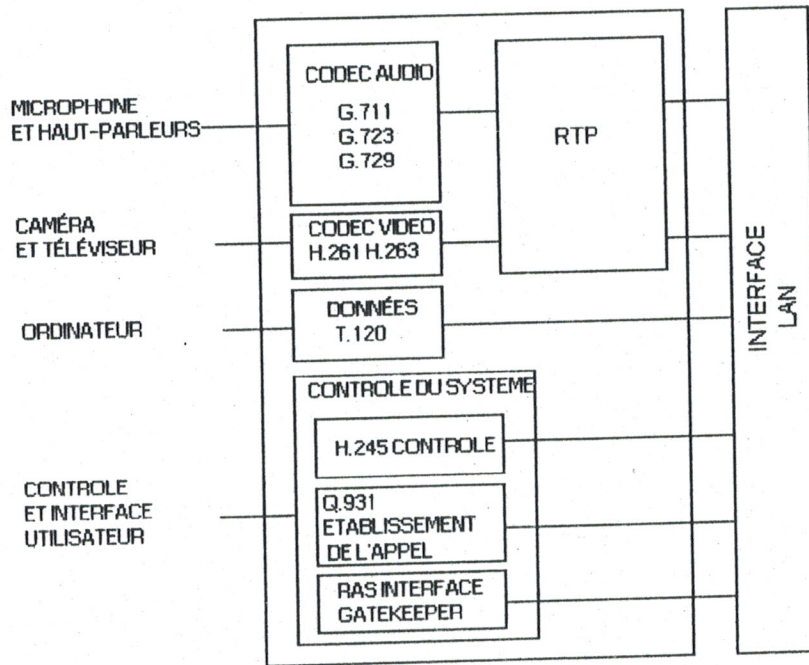 CODEC AUDIO
G.711
G.723
G.729
RTP
MICROPHONE
ET HAUT-PARLEURS
CAMÉRA
ET TÉLÉVISEUR
CODEC VIDEO
H.261 H.263
ORDINATEUR
DONNÉES
T.120
CONTROLE DU SYSTEME
H.245 CONTROLE
CONTROLE
ET INTERFACE
UTILISATEUR
Q.931
ETABLISSEMENT
DE L'APPEL
RAS INTERFACE
GATEKEEPER
INTERFACE
LAN